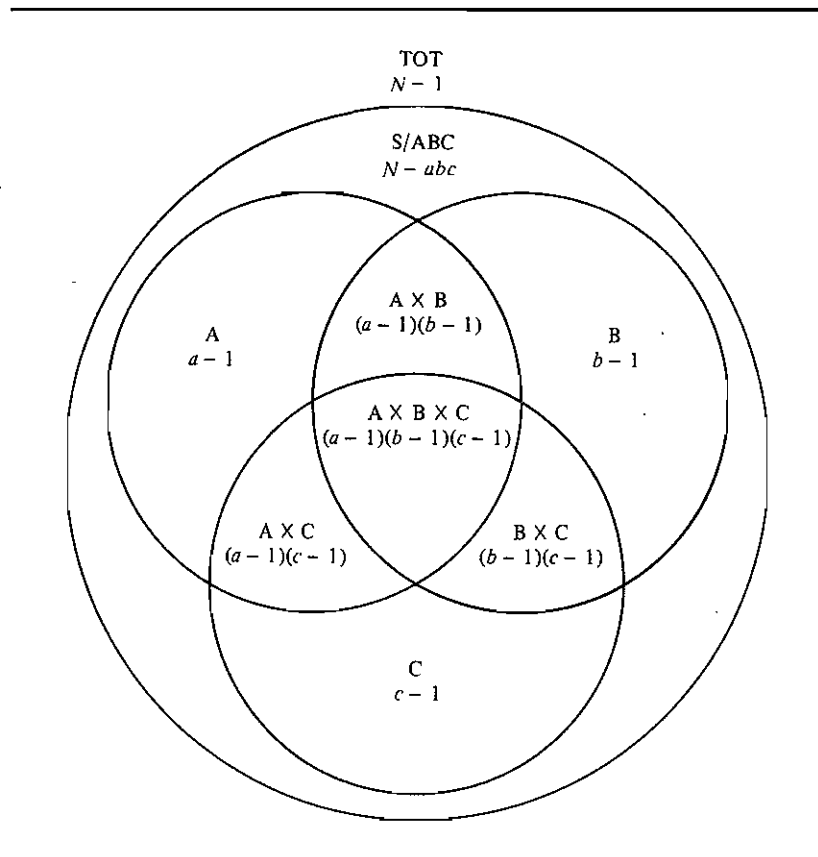 TOT
N − 1
S/ABC
N − abc
A × B
(a − 1)(b − 1)
A
a − 1
B
b − 1
A × B × C
(a − 1)(b − 1)(c − 1)
A × C
(a − 1)(c − 1)
B × C
(b − 1)(c − 1)
C
c − 1